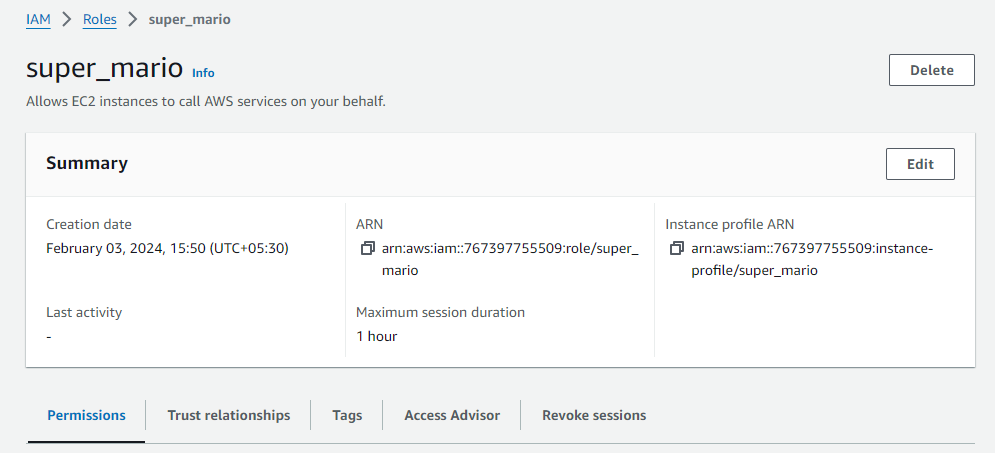 IAM > Roles > super_mario
super_mario Info
Delete
Allows EC2 instances to call AWS services on your behalf.
Summary
Edit
Creation date
February 03, 2024, 15:50 (UTC+05:30)
ARN
arn:aws:iam::767397755509:role/super_
mario
Instance profile ARN
arn:aws:iam::767397755509:instance-
profile/super_mario
Last activity
-
Maximum session duration
1 hour
Permissions
Trust relationships
Tags
Access Advisor
Revoke sessions